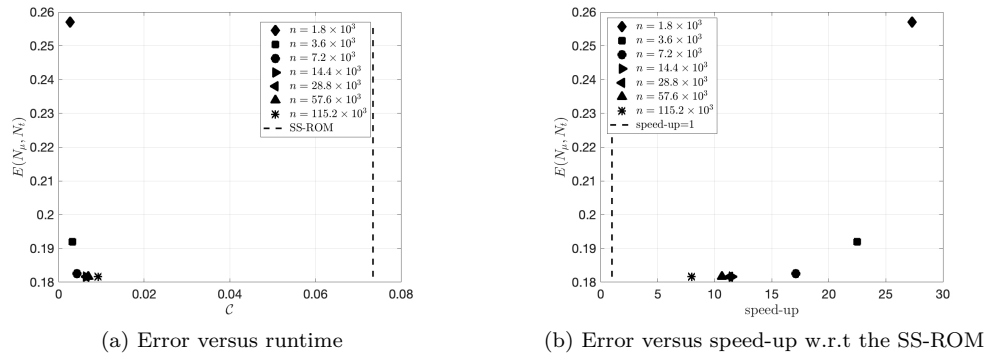 0.26
0.25
0.24
0.23
0.22
0.21
0.2
0.19
0.18
E(N_μ, N_t)
0 0.02 0.04 0.06 0.08
C
n = 1.8 × 10³
n = 3.6 × 10³
n = 7.2 × 10³
n = 14.4 × 10³
n = 28.8 × 10³
n = 57.6 × 10³
n = 115.2 × 10³
SS-ROM
(a) Error versus runtime
0.26
0.25
0.24
0.23
0.22
0.21
0.2
0.19
0.18
E(N_μ, N_t)
0 5 10 15 20 25 30
speed-up
n = 1.8 × 10³
n = 3.6 × 10³
n = 7.2 × 10³
n = 14.4 × 10³
n = 28.8 × 10³
n = 57.6 × 10³
n = 115.2 × 10³
speed-up=1
(b) Error versus speed-up w.r.t the SS-ROM